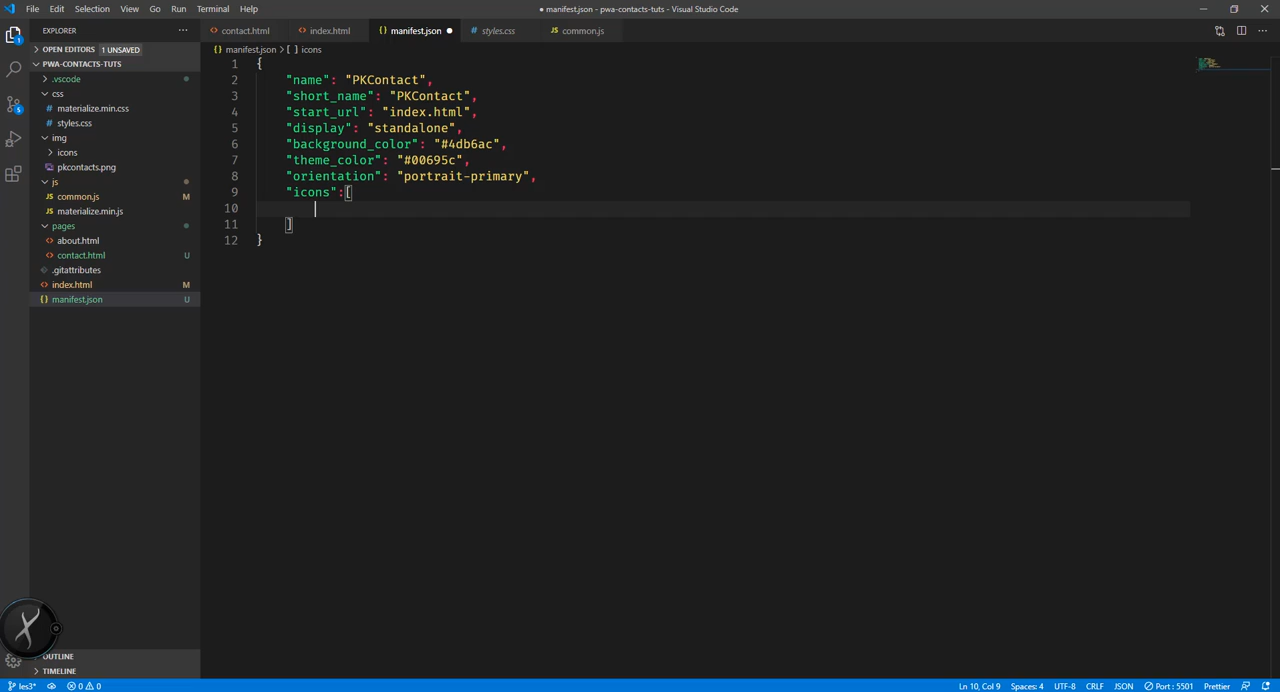 File Edit Selection View Go Run Terminal Help
● manifest.json - pwa-contacts-tuts - Visual Studio Code
EXPLORER ···
contact.html index.html manifest.json ● styles.css common.js ···
OPEN EDITORS 1 UNSAVED
manifest.json > [ ] icons
PWA-CONTACTS-TUTS
.vscode
css
materialize.min.css
styles.css
img
icons
pkcontacts.png
js
common.js M
materialize.min.js
pages
about.html
contact.html U
.gitattributes
index.html M
manifest.json U
OUTLINE
TIMELINE
1 {
2 "name": "PKContact",
3 "short_name": "PKContact",
4 "start_url": "index.html",
5 "display": "standalone",
6 "background_color": "#4db6ac",
7 "theme_color": "#00695c",
8 "orientation": "portrait-primary",
9 "icons":[
10
11 ]
12 }
1
5
les3* 0 0 Ln 10, Col 9 Spaces: 4 UTF-8 CRLF JSON Port : 5501 Prettier